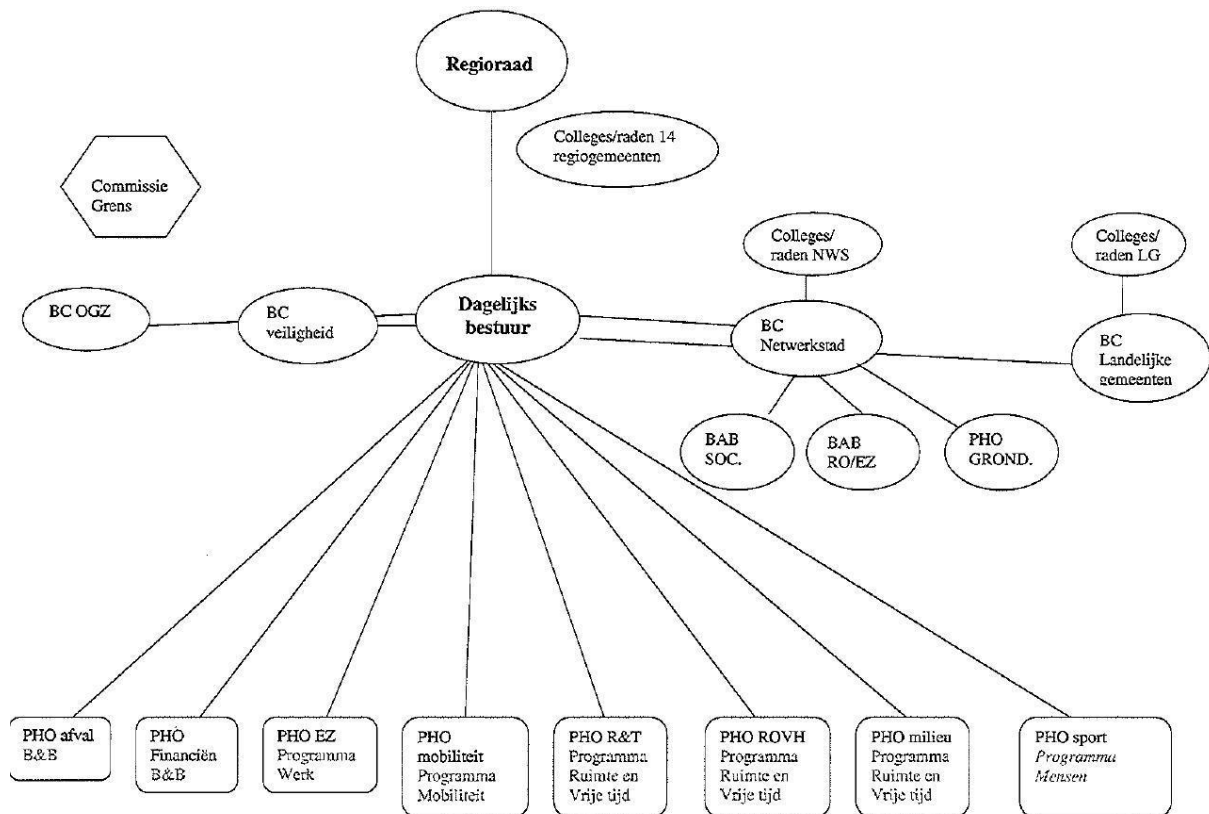 Regioraad
Colleges/raden 14
regiogemeenten
Commissie
Grens
Colleges/
raden NWS
Colleges/
raden LG
BC OGZ
BC
veiligheid
Dagelijks
bestuur
BC
Netwerkstad
BC
Landelijke
gemeenten
BAB
SOC.
BAB
RO/EZ
PHO
GROND.
PHO afval
B&B
PHO
Financiën
B&B
PHO EZ
Programma
Werk
PHO
mobiliteit
Programma
Mobiliteit
PHO R&T
Programma
Ruimte en
Vrije tijd
PHO ROVH
Programma
Ruimte en
Vrije tijd
PHO milieu
Programma
Ruimte en
Vrije tijd
PHO sport
Programma
Mensen